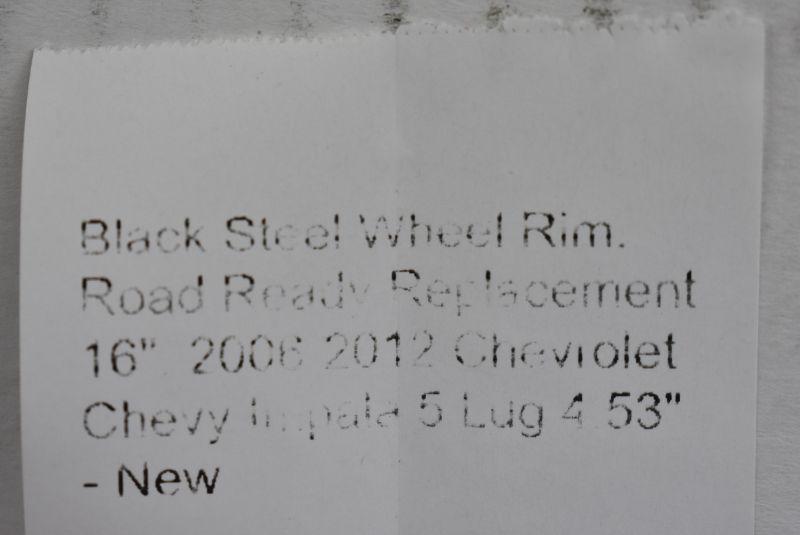 Black Steel Wheel Rim.
Road Ready Replacement
16" 2006 2012 Chevrolet
Chevy Impala 5 Lug 4.53"
- New